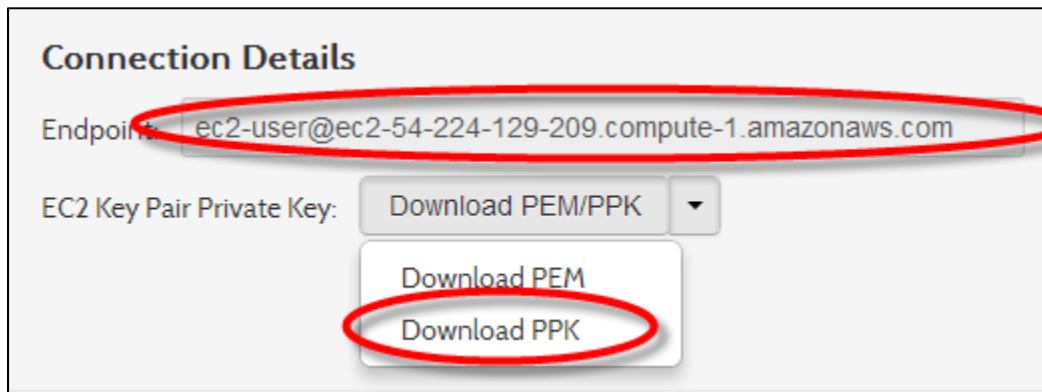 Connection Details
Endpoint: ec2-user@ec2-54-224-129-209.compute-1.amazonaws.com
EC2 Key Pair Private Key: Download PEM/PPK
Download PEM
Download PPK